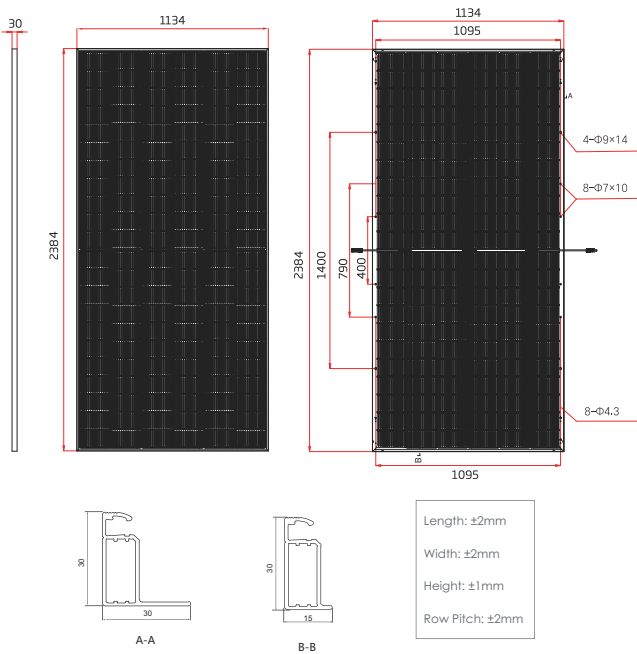 30
1134
2384
1134
1095
A
4-Φ9×14
8-Φ7×10
2384
1400
790
400
8-Φ4.3
B
1095
30
30
A-A
30
15
B-B
Length: ±2mm
Width: ±2mm
Height: ±1mm
Row Pitch: ±2mm